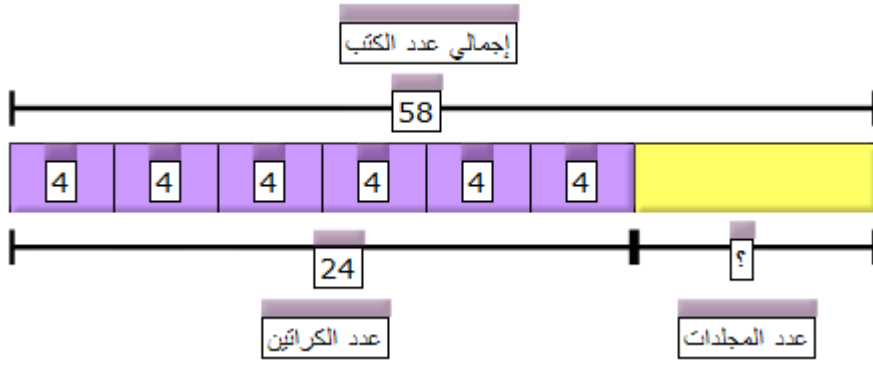 إجمالي عدد الكتب
58
4 4 4 4 4 4
24
؟
عدد الكراتين
عدد المجلدات